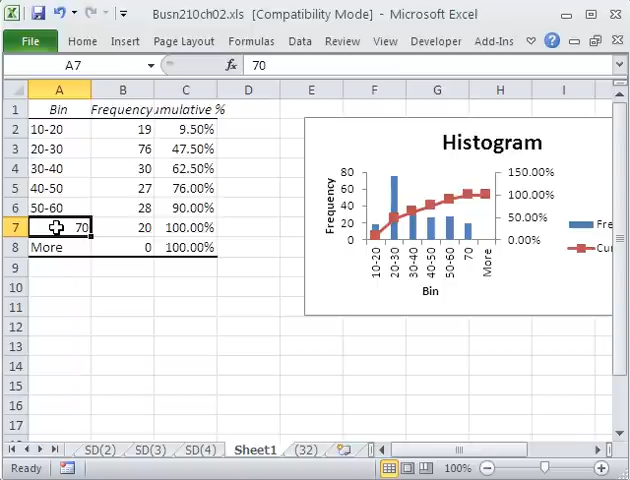 Busn210ch02.xls [Compatibility Mode] - Microsoft Excel
File Home Insert Page Layout Formulas Data Review View Developer Add-Ins
A7 fx 70
A B C D E F G H I
1 Bin Frequency umulative %
2 10-20 19 9.50%
3 20-30 76 47.50%
4 30-40 30 62.50%
5 40-50 27 76.00%
6 50-60 28 90.00%
7 70 20 100.00%
8 More 0 100.00%
9
10
11
12
13
14
15
16
17
Histogram
Frequency
80
60
40
20
0
150.00%
100.00%
50.00%
0.00%
10-20 20-30 30-40 40-50 50-60 70 More
Bin
Fre
Cu
SD(2) SD(3) SD(4) Sheet1 (32)
Ready 100%